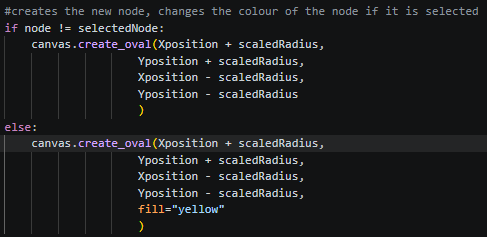 #creates the new node, changes the colour of the node if it is selected
if node != selectedNode:
    canvas.create_oval(Xposition + scaledRadius,
                    Yposition + scaledRadius,
                    Xposition - scaledRadius,
                    Yposition - scaledRadius
                    )
else:
    canvas.create_oval(Xposition + scaledRadius,
                    Yposition + scaledRadius,
                    Xposition - scaledRadius,
                    Yposition - scaledRadius,
                    fill="yellow"
                    )